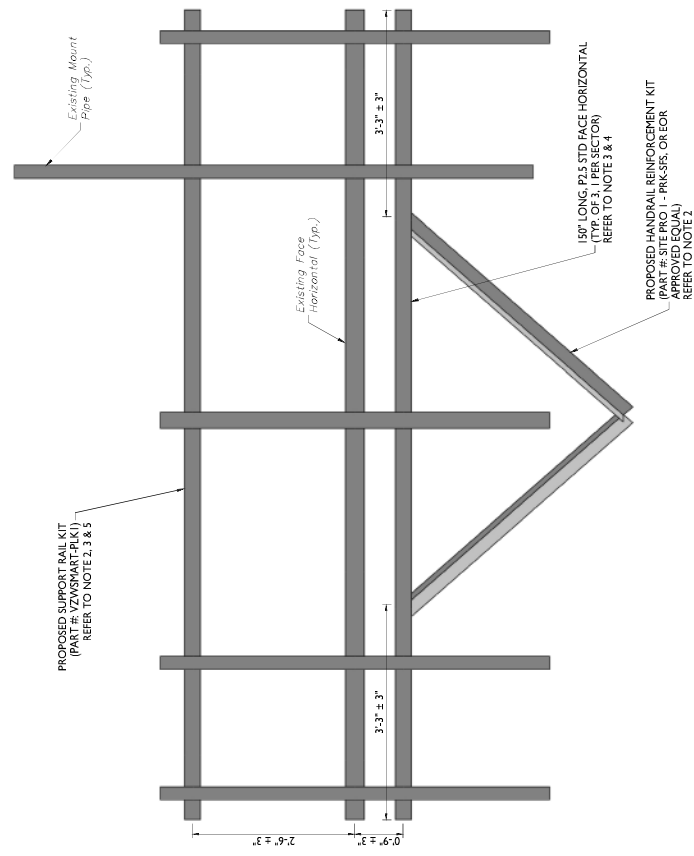 PROPOSED SUPPORT RAIL KIT
(PART #: VZWSMART-PLK1)
REFER TO NOTE 2, 3 & 5
Existing Mount
Pipe (Typ.)
Existing Face
Horizontal (Typ.)
3'-3" ± 3"
3'-3" ± 3"
150" LONG, P2.5 STD FACE HORIZONTAL
(TYP. OF 3, 1 PER SECTOR)
REFER TO NOTE 3 & 4
PROPOSED HANDRAIL REINFORCEMENT KIT
(PART #: SITE PRO 1 - PRK-SFS, OR EOR
APPROVED EQUAL)
REFER TO NOTE 2
2'-6" ± 3"
0'-9" ± 3"